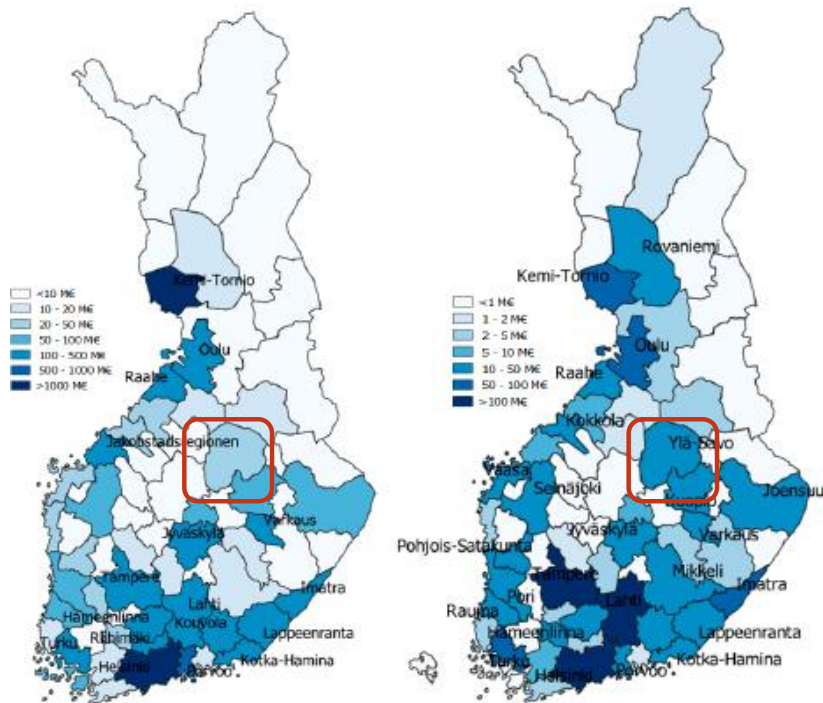 Kemi-Tornio
<10 M€
10 - 20 M€
20 - 50 M€
50 - 100 M€
100 - 500 M€
500 - 1000 M€
>1000 M€
Oulu
Raahe
Jakobstadsregionen
Varkaus
Jyväskylä
Tampere
Imatra
Lahti
Hämeenlinna
Kouvola
Riihimäki
Lappeenranta
Turku
Helsinki
Kotka-Hamina
Porvoo
Rovaniemi
Kemi-Tornio
<1 M€
1 - 2 M€
2 - 5 M€
5 - 10 M€
10 - 50 M€
50 - 100 M€
>100 M€
Oulu
Raahe
Kokkola
Ylä-Savo
Vaasa
Seinäjoki
Kuopio
Joensuu
Jyväskylä
Varkaus
Pohjois-Satakunta
Tampere
Mikkeli
Imatra
Pori
Lahti
Rauma
Hämeenlinna
Lappeenranta
Turku
Kotka-Hamina
Helsinki
Porvoo